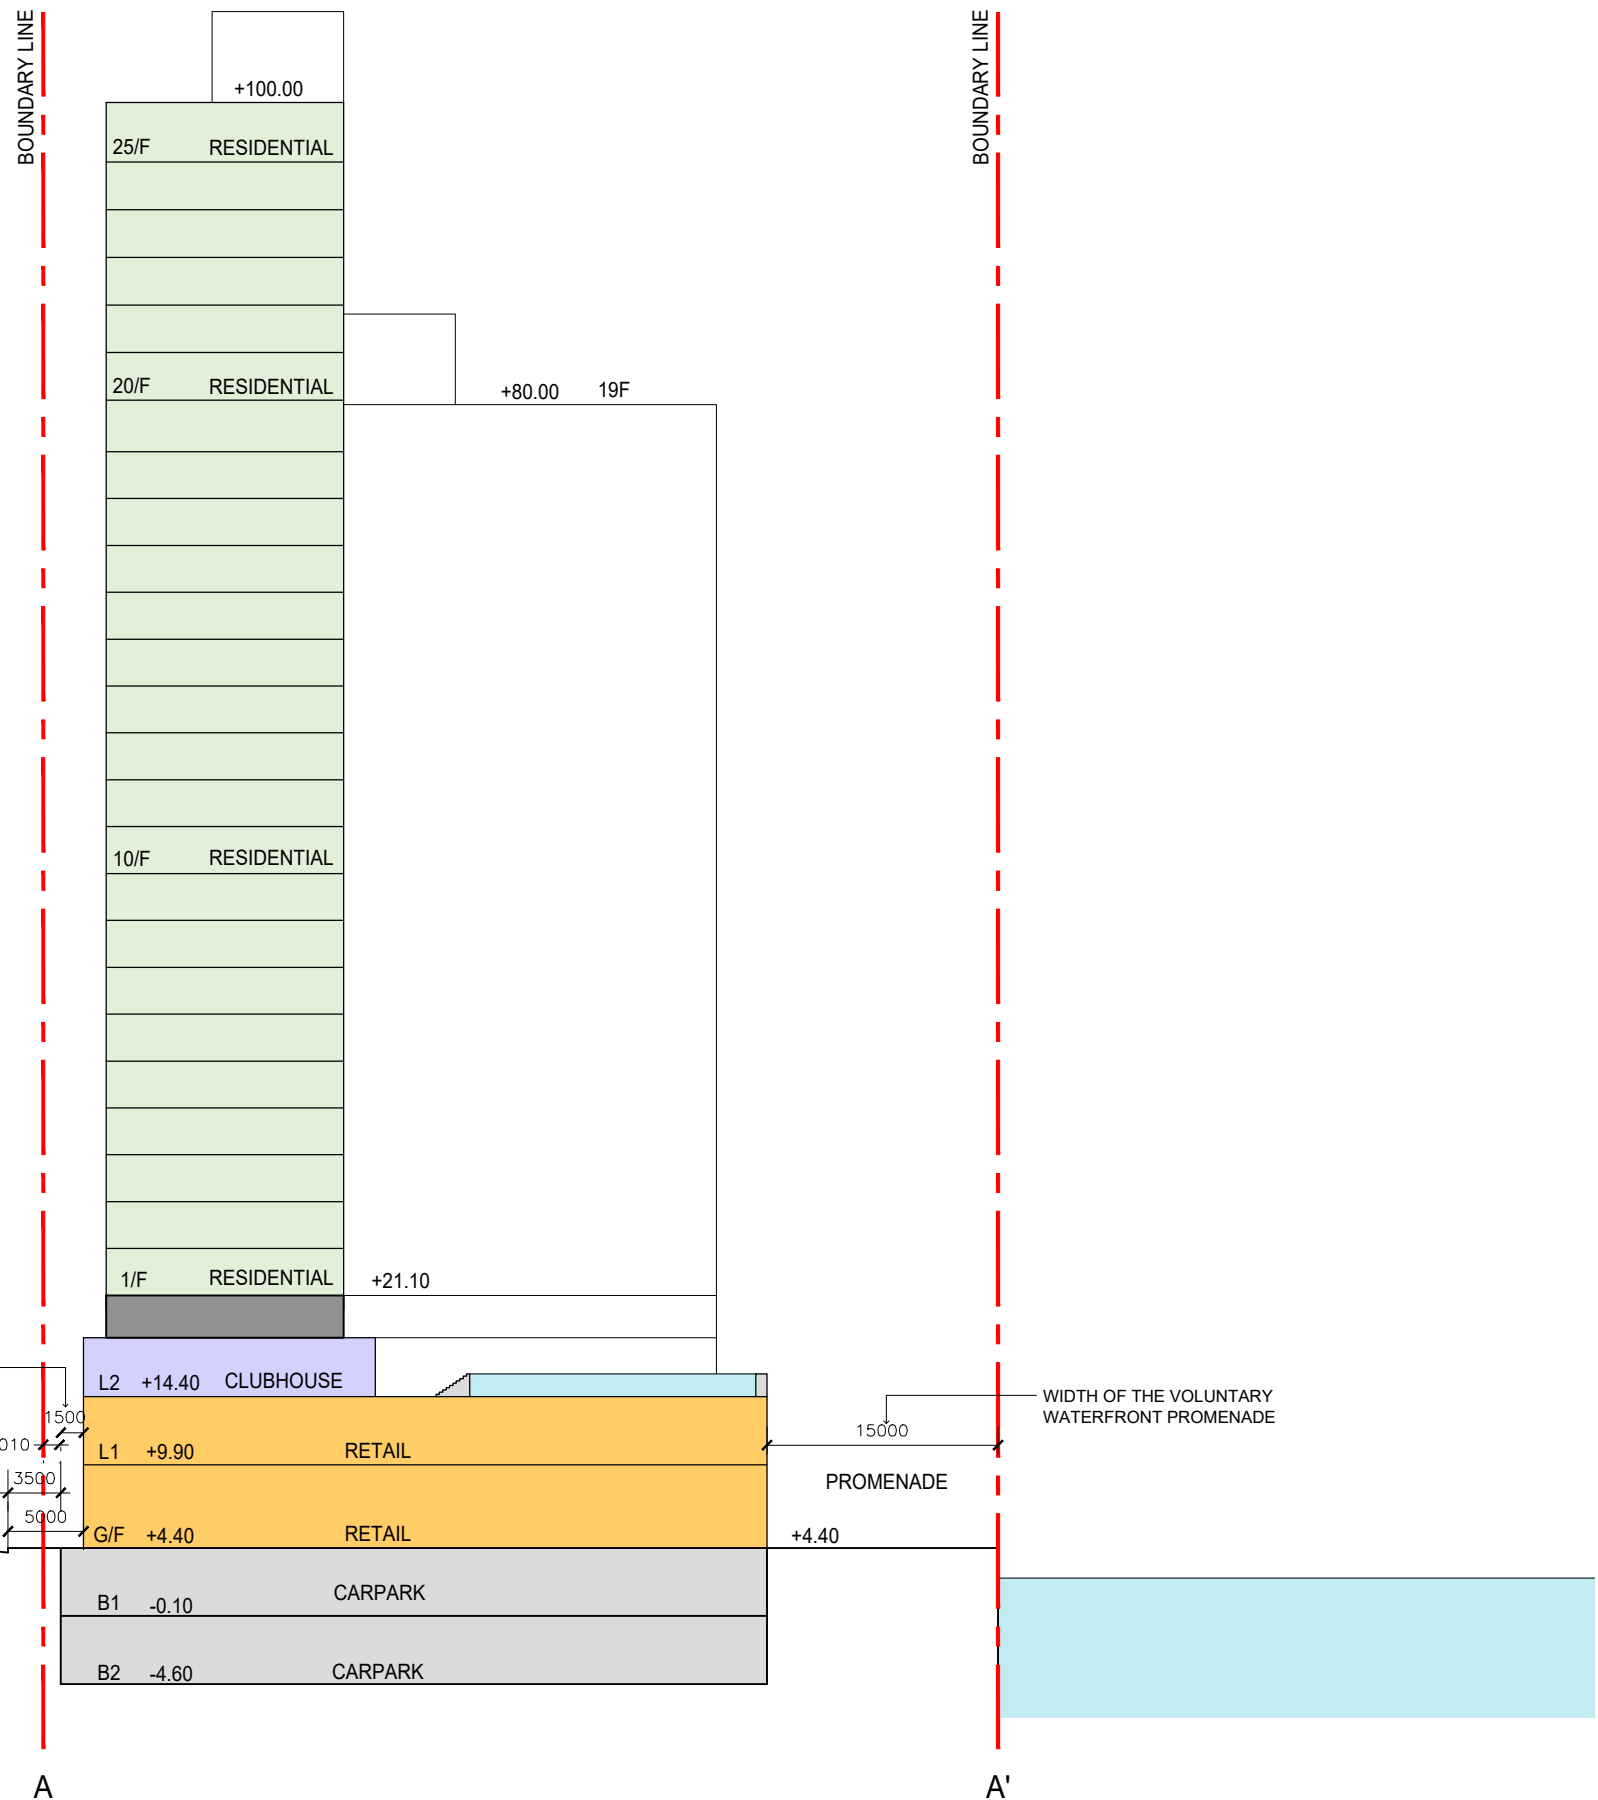 BOUNDARY LINE
BOUNDARY LINE
+100.00
25/F RESIDENTIAL
20/F RESIDENTIAL
+80.00 19F
10/F RESIDENTIAL
1/F RESIDENTIAL +21.10
L2 +14.40 CLUBHOUSE
WIDTH OF THE VOLUNTARY
WATERFRONT PROMENADE
1500
15000
010
L1 +9.90 RETAIL
3500
PROMENADE
5000
G/F +4.40 RETAIL +4.40
B1 -0.10 CARPARK
B2 -4.60 CARPARK
A A'